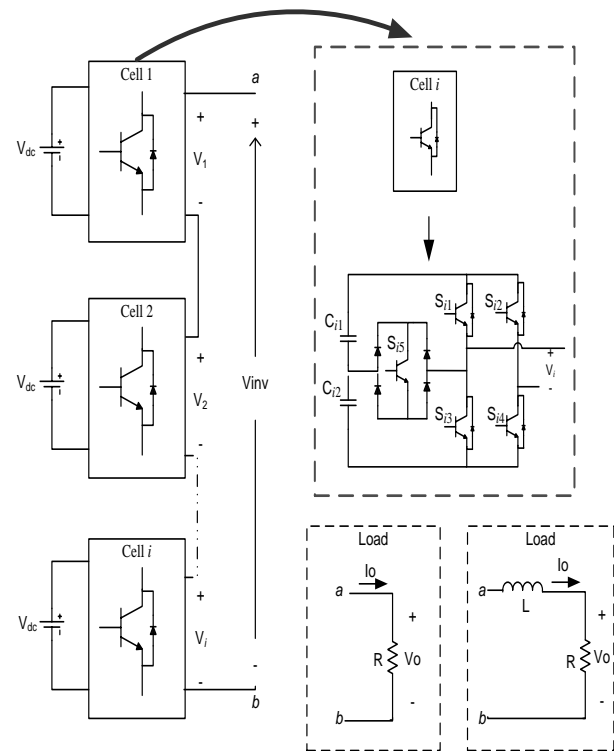 Cell 1
a
+
-
Vdc
+
V1
-
+
Cell 2
+
-
Vdc
+
V2
-
Vinv
Cell i
+
-
Vdc
+
Vi
-
-
b
Cell i
Ci1
Ci2
Si5
Si1
Si2
Si3
Si4
+
Vi
-
Load
Io
a
+
R
Vo
-
b
Load
Io
a
L
+
R
Vo
-
b